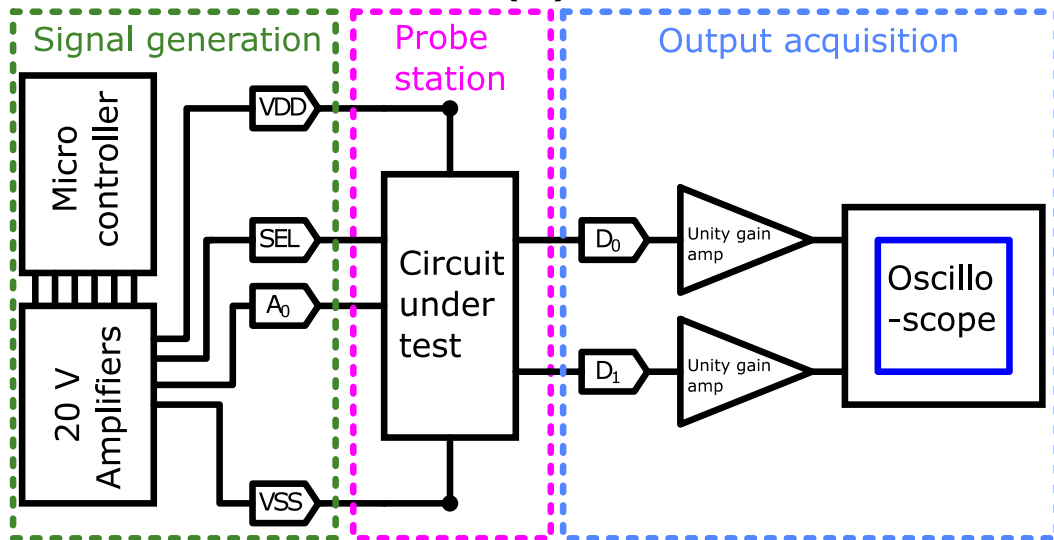 Signal generation
Probe
station
Output acquisition
Micro
controller
20 V
Amplifiers
VDD
SEL
A0
VSS
Circuit
under
test
D0
D1
Unity gain
amp
Unity gain
amp
Oscillo
-scope